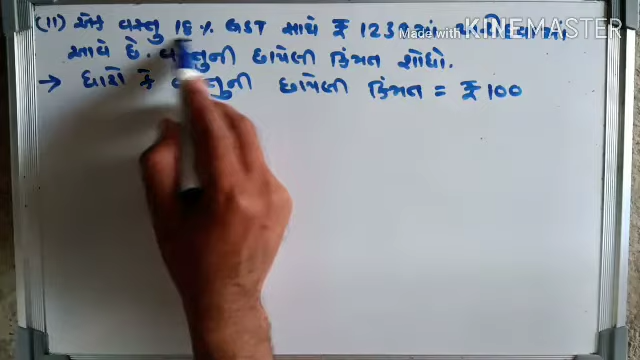 (11) એક વસ્તુ 18 % GST સાથે ₹ 1239
Made with KINEMASTER
આવે છે. વસ્તુની છાપેલી કિંમત શોધો.
→ ધારો કે વસ્તુની છાપેલી કિંમત = ₹ 100